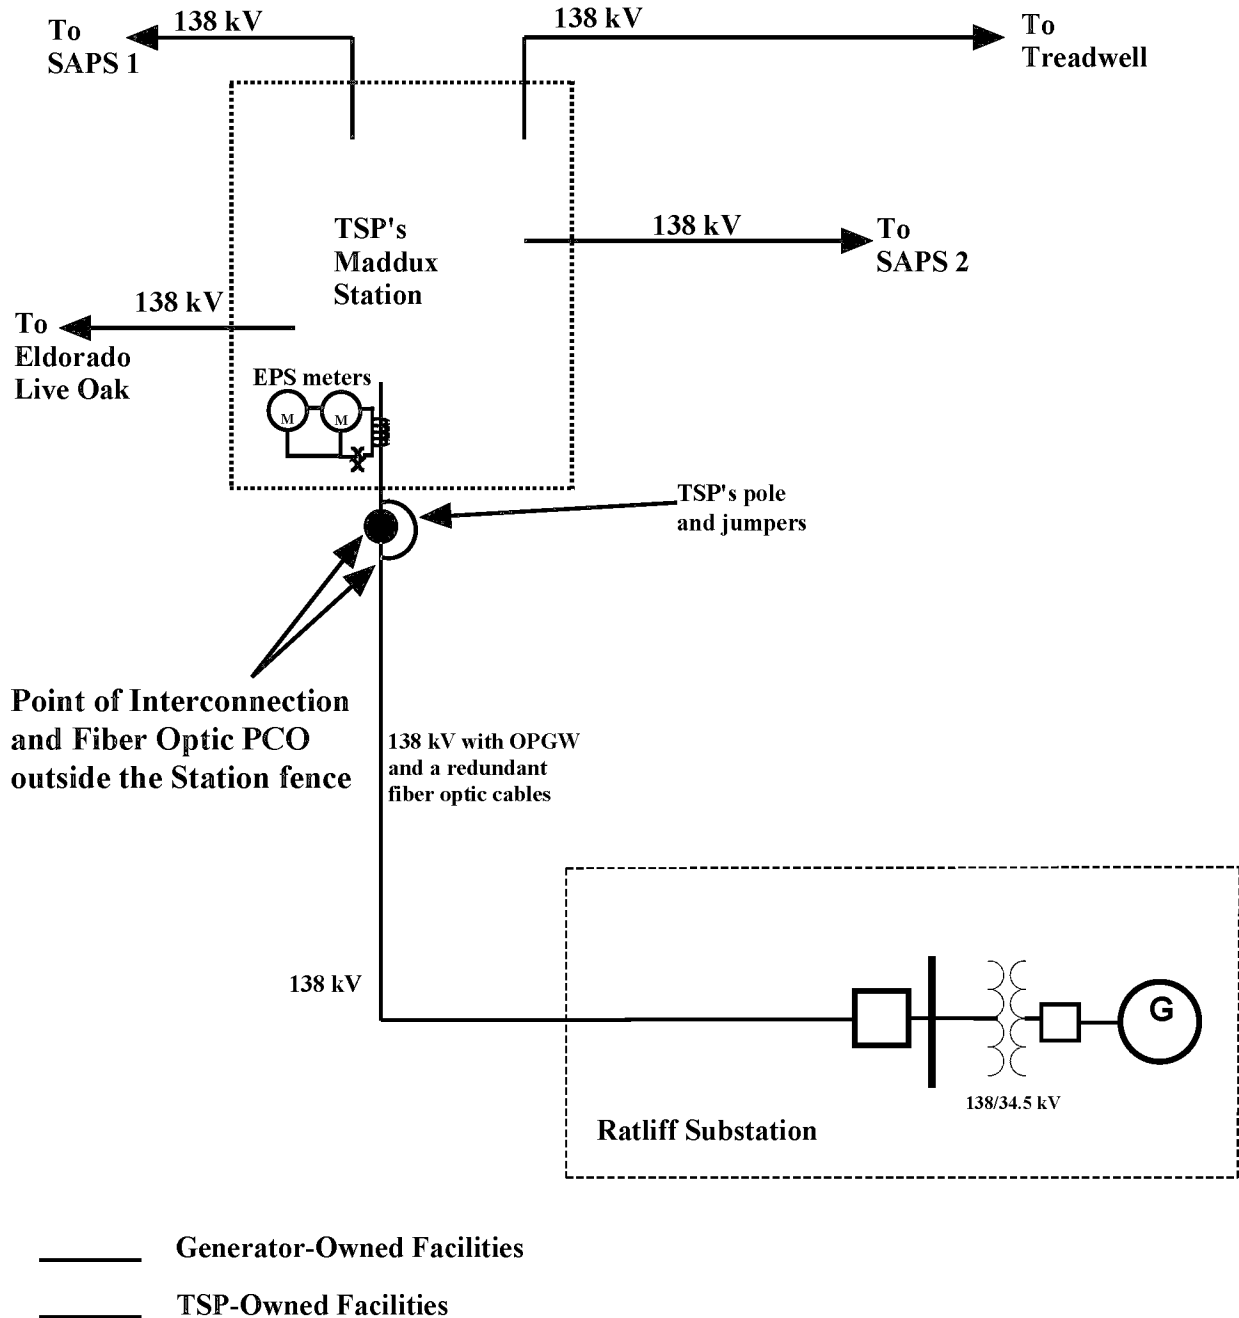 To
SAPS 1
138 kV
138 kV
To
Treadwell
TSP's
Maddux
Station
138 kV
To
SAPS 2
138 kV
To
Eldorado
Live Oak
EPS meters
M
M
TSP's pole
and jumpers
Point of Interconnection
and Fiber Optic PCO
outside the Station fence
138 kV with OPGW
and a redundant
fiber optic cables
138 kV
G
138/34.5 kV
Ratliff Substation
Generator-Owned Facilities
TSP-Owned Facilities